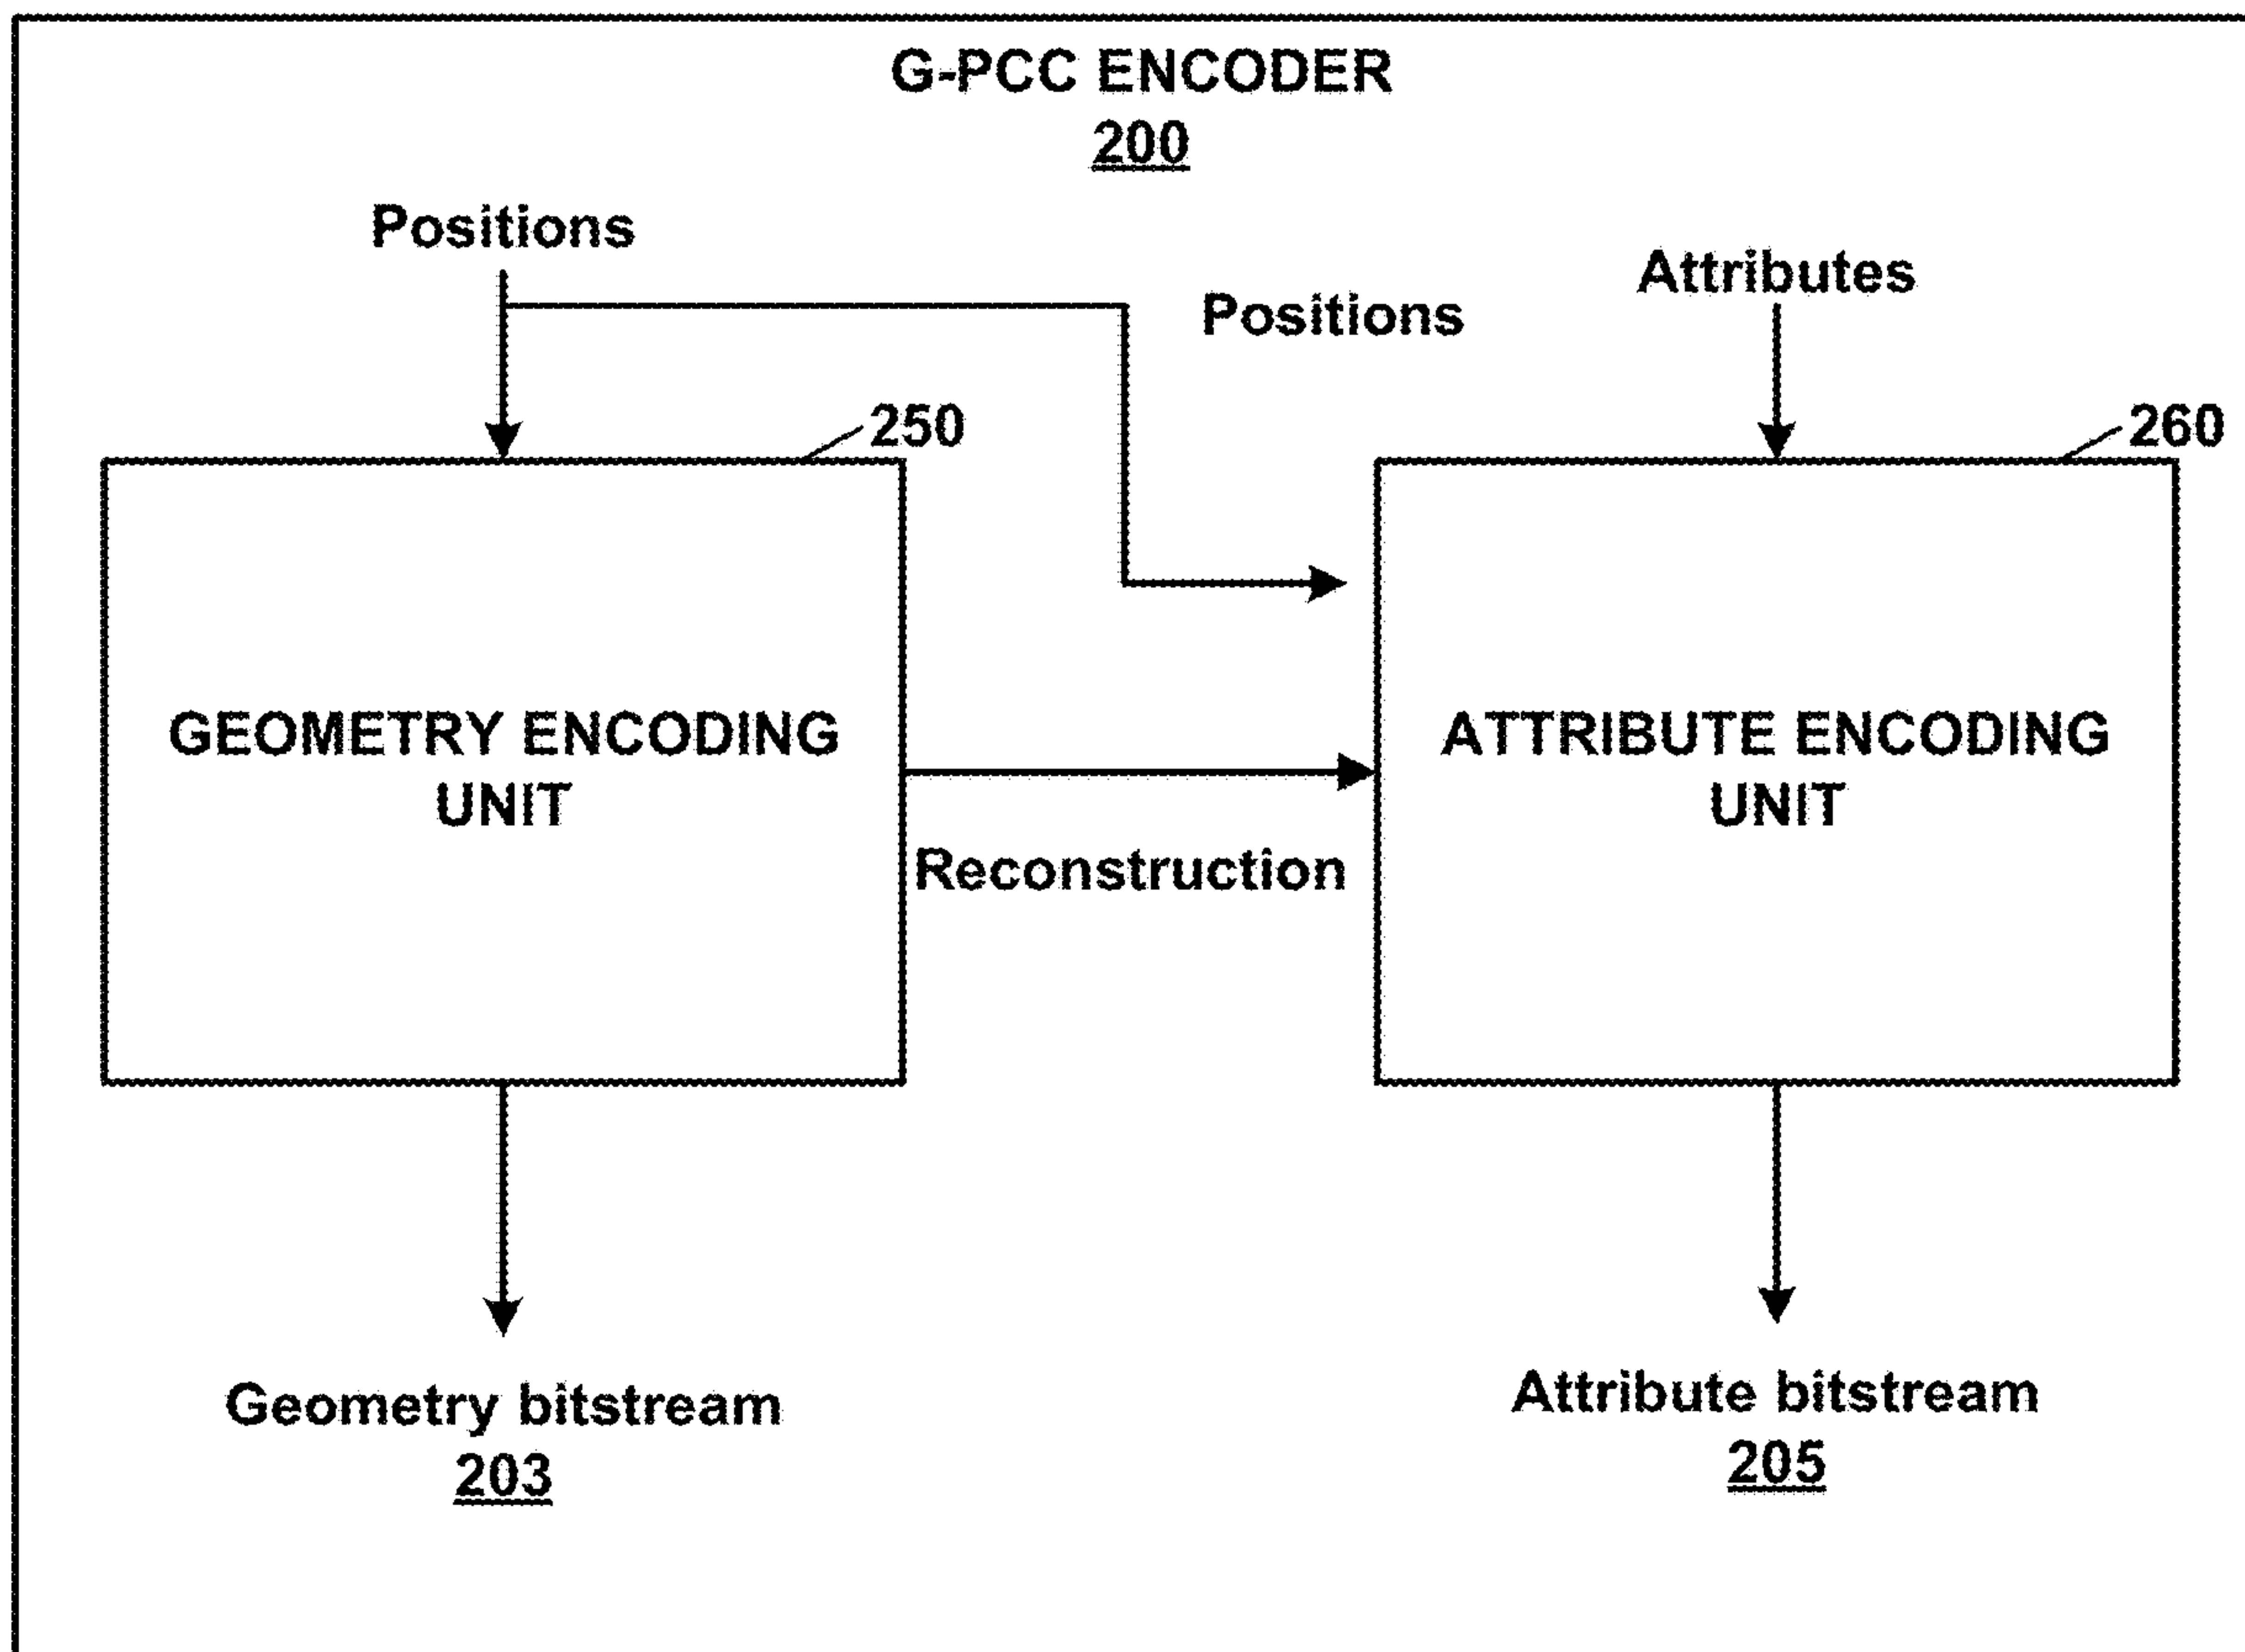 G-PCC ENCODER
200
Positions
Attributes
Positions
250
260
GEOMETRY ENCODING
UNIT
ATTRIBUTE ENCODING
UNIT
Reconstruction
Geometry bitstream
203
Attribute bitstream
205